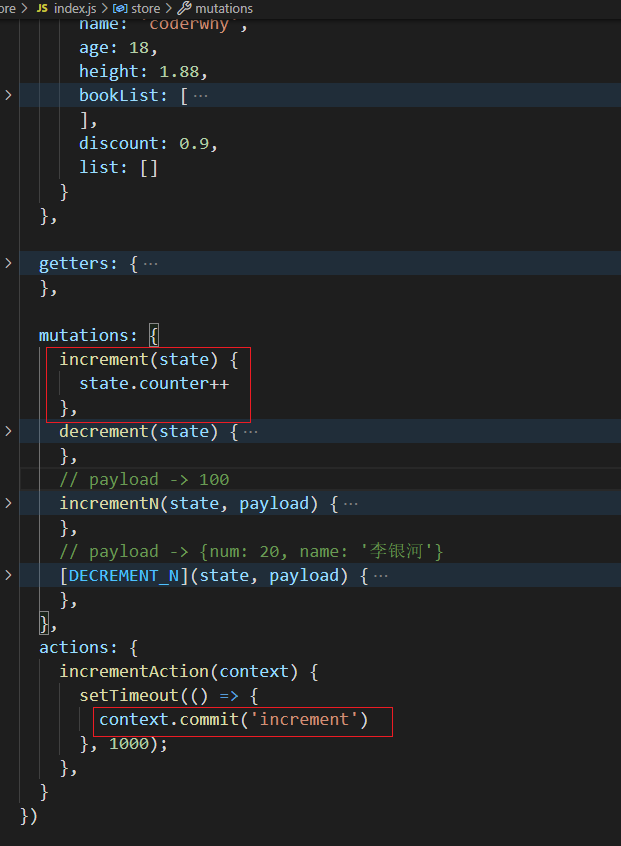 ore > JS index.js > store > mutations
name: 'coderwhy',
age: 18,
height: 1.88,
bookList: [ ···
],
discount: 0.9,
list: []
}
},
getters: { ···
},
mutations: {
increment(state) {
state.counter++
},
decrement(state) { ···
},
// payload -> 100
incrementN(state, payload) { ···
},
// payload -> {num: 20, name: '李银河'}
[DECREMENT_N](state, payload) { ···
},
},
actions: {
incrementAction(context) {
setTimeout(() => {
context.commit('increment')
}, 1000);
},
}
})